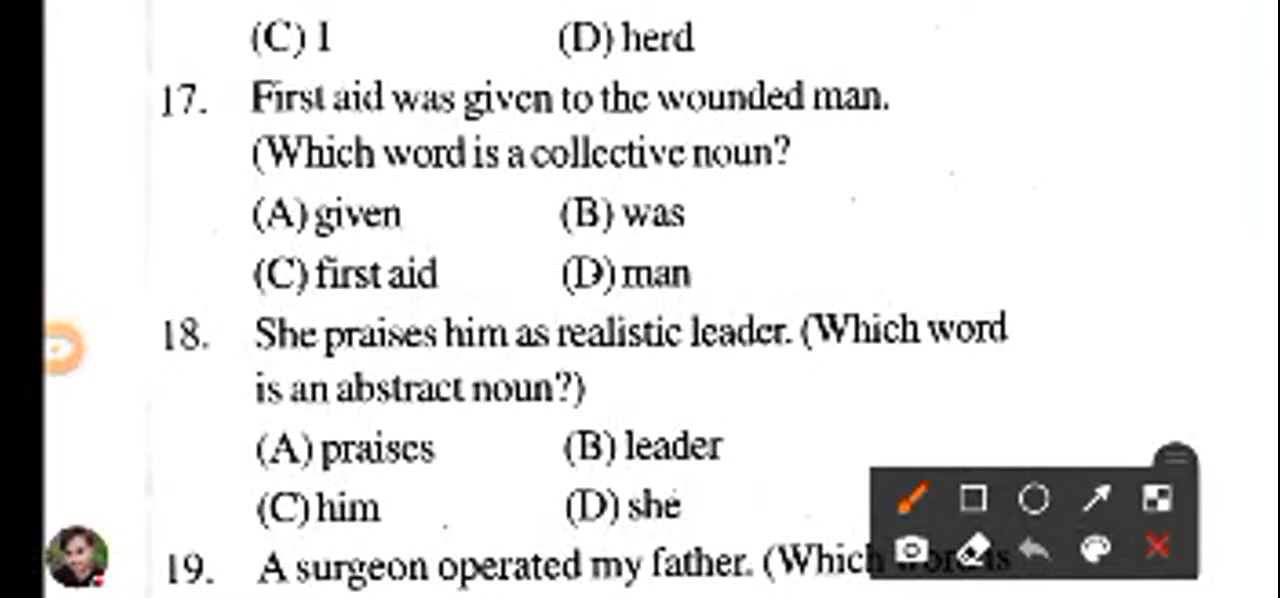 (C) I (D) herd
17. First aid was given to the wounded man.
(Which word is a collective noun?
(A) given (B) was
(C) first aid (D) man
18. She praises him as realistic leader. (Which word
is an abstract noun?)
(A) praises (B) leader
(C) him (D) she
19. A surgeon operated my father. (Which